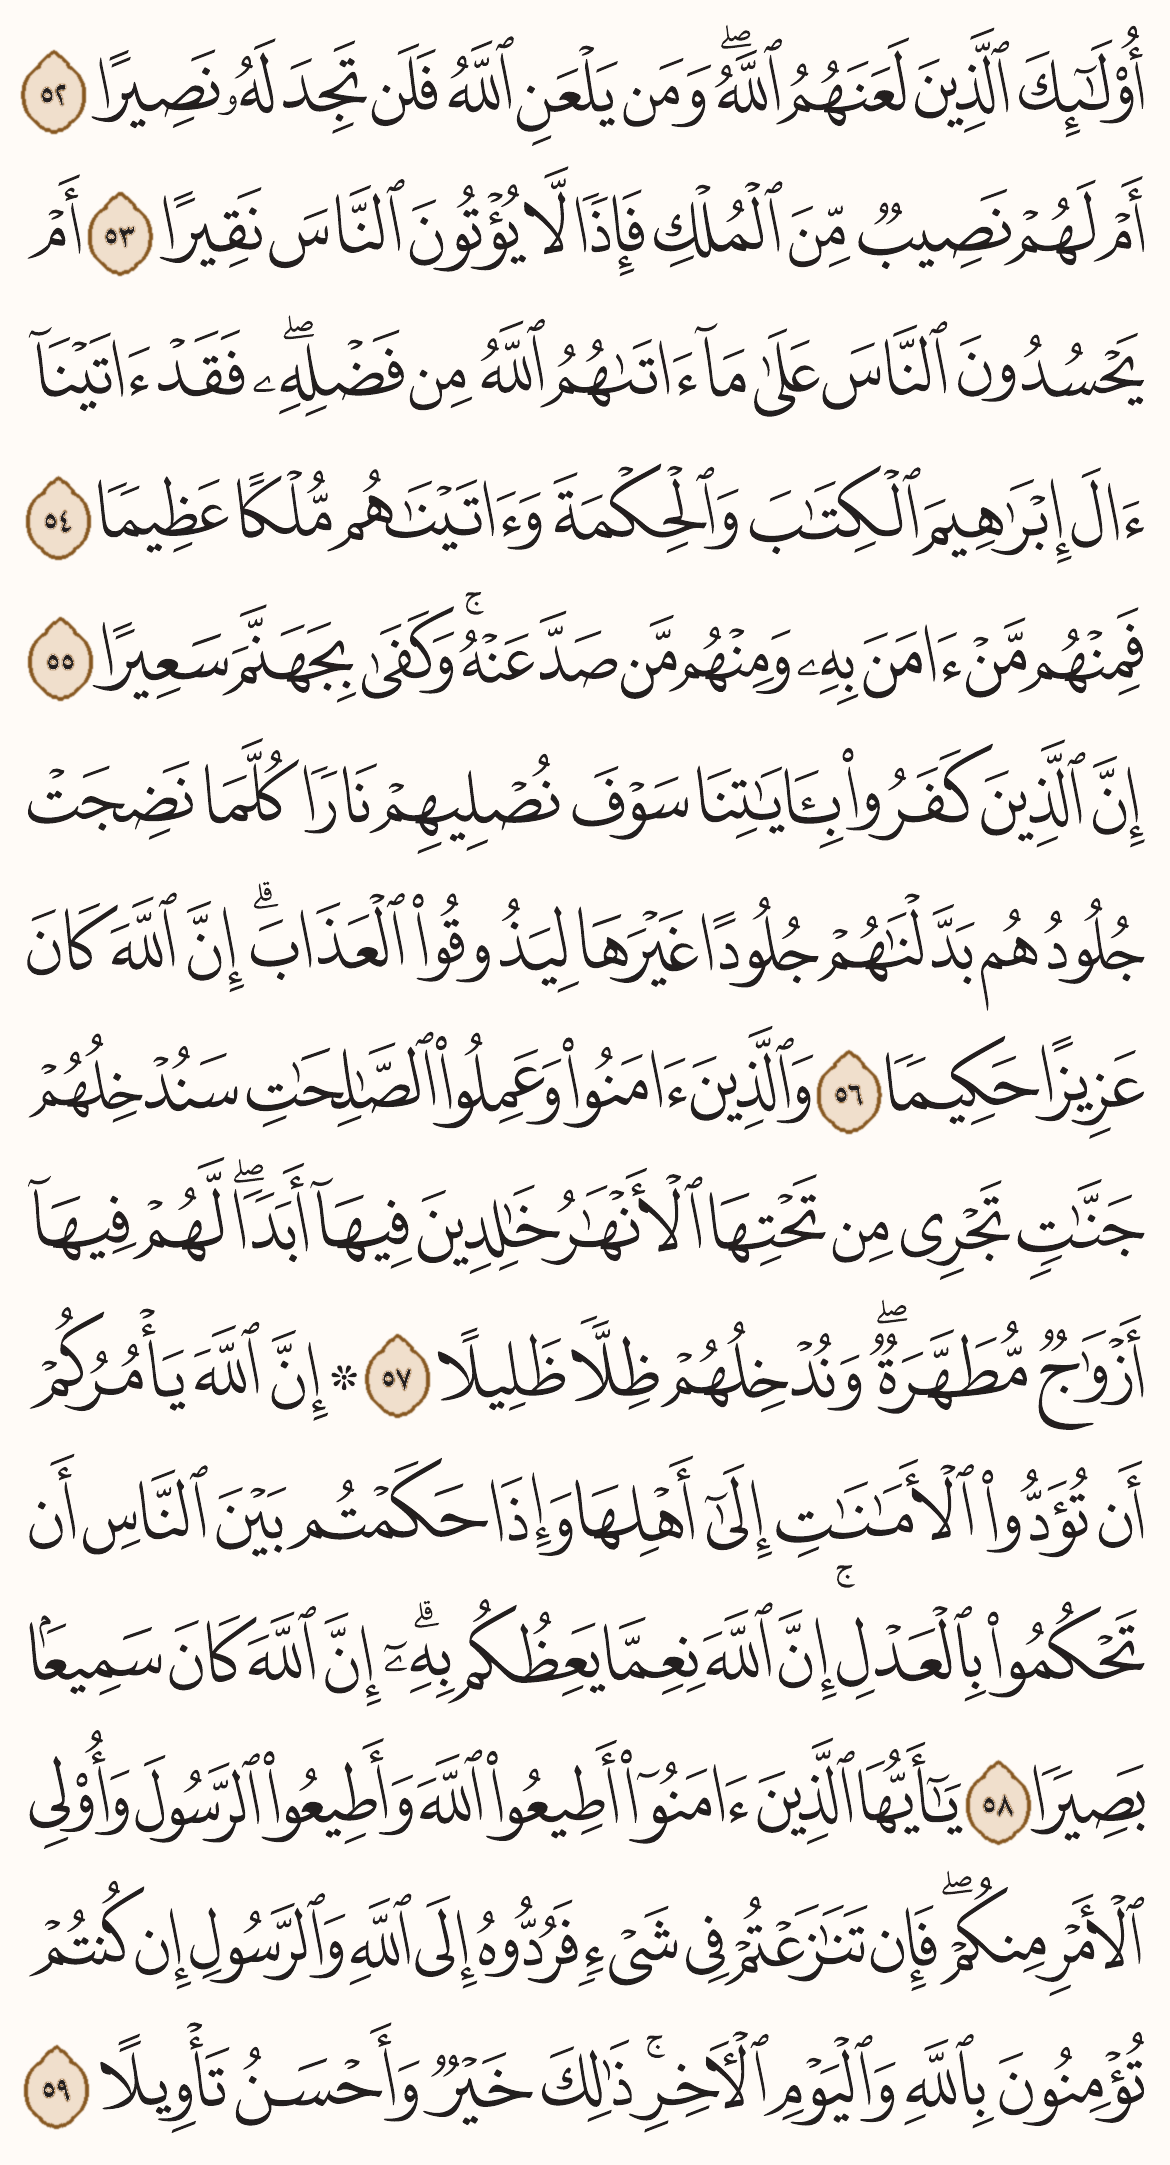 أُو۟لَـٰٓئِكَ ٱلَّذِينَ لَعَنَهُمُ ٱللَّهُ ۖ وَمَن يَلْعَنِ ٱللَّهُ فَلَن تَجِدَ لَهُۥ نَصِيرًا ٥٢
أَمْ لَهُمْ نَصِيبٌ مِّنَ ٱلْمُلْكِ فَإِذًا لَّا يُؤْتُونَ ٱلنَّاسَ نَقِيرًا ٥٣ أَمْ
يَحْسُدُونَ ٱلنَّاسَ عَلَىٰ مَآ ءَاتَىٰهُمُ ٱللَّهُ مِن فَضْلِهِۦ ۖ فَقَدْ ءَاتَيْنَآ
ءَالَ إِبْرَٰهِيمَ ٱلْكِتَـٰبَ وَٱلْحِكْمَةَ وَءَاتَيْنَـٰهُم مُّلْكًا عَظِيمًا ٥٤
فَمِنْهُم مَّنْ ءَامَنَ بِهِۦ وَمِنْهُم مَّن صَدَّ عَنْهُ ۚ وَكَفَىٰ بِجَهَنَّمَ سَعِيرًا ٥٥
إِنَّ ٱلَّذِينَ كَفَرُوا۟ بِـَٔايَـٰتِنَا سَوْفَ نُصْلِيهِمْ نَارًا كُلَّمَا نَضِجَتْ
جُلُودُهُم بَدَّلْنَـٰهُمْ جُلُودًا غَيْرَهَا لِيَذُوقُوا۟ ٱلْعَذَابَ ۗ إِنَّ ٱللَّهَ كَانَ
عَزِيزًا حَكِيمًا ٥٦ وَٱلَّذِينَ ءَامَنُوا۟ وَعَمِلُوا۟ ٱلصَّـٰلِحَـٰتِ سَنُدْخِلُهُمْ
جَنَّـٰتٍ تَجْرِى مِن تَحْتِهَا ٱلْأَنْهَـٰرُ خَـٰلِدِينَ فِيهَآ أَبَدًا ۖ لَّهُمْ فِيهَآ
أَزْوَٰجٌ مُّطَهَّرَةٌ ۖ وَنُدْخِلُهُمْ ظِلًّا ظَلِيلًا ٥٧ ۞ إِنَّ ٱللَّهَ يَأْمُرُكُمْ
أَن تُؤَدُّوا۟ ٱلْأَمَـٰنَـٰتِ إِلَىٰٓ أَهْلِهَا وَإِذَا حَكَمْتُم بَيْنَ ٱلنَّاسِ أَن
تَحْكُمُوا۟ بِٱلْعَدْلِ ۚ إِنَّ ٱللَّهَ نِعِمَّا يَعِظُكُم بِهِۦٓ ۗ إِنَّ ٱللَّهَ كَانَ سَمِيعًۢا
بَصِيرًا ٥٨ يَـٰٓأَيُّهَا ٱلَّذِينَ ءَامَنُوٓا۟ أَطِيعُوا۟ ٱللَّهَ وَأَطِيعُوا۟ ٱلرَّسُولَ وَأُو۟لِى
ٱلْأَمْرِ مِنكُمْ ۖ فَإِن تَنَـٰزَعْتُمْ فِى شَىْءٍ فَرُدُّوهُ إِلَى ٱللَّهِ وَٱلرَّسُولِ إِن كُنتُمْ
تُؤْمِنُونَ بِٱللَّهِ وَٱلْيَوْمِ ٱلْـَٔاخِرِ ۚ ذَٰلِكَ خَيْرٌ وَأَحْسَنُ تَأْوِيلًا ٥٩